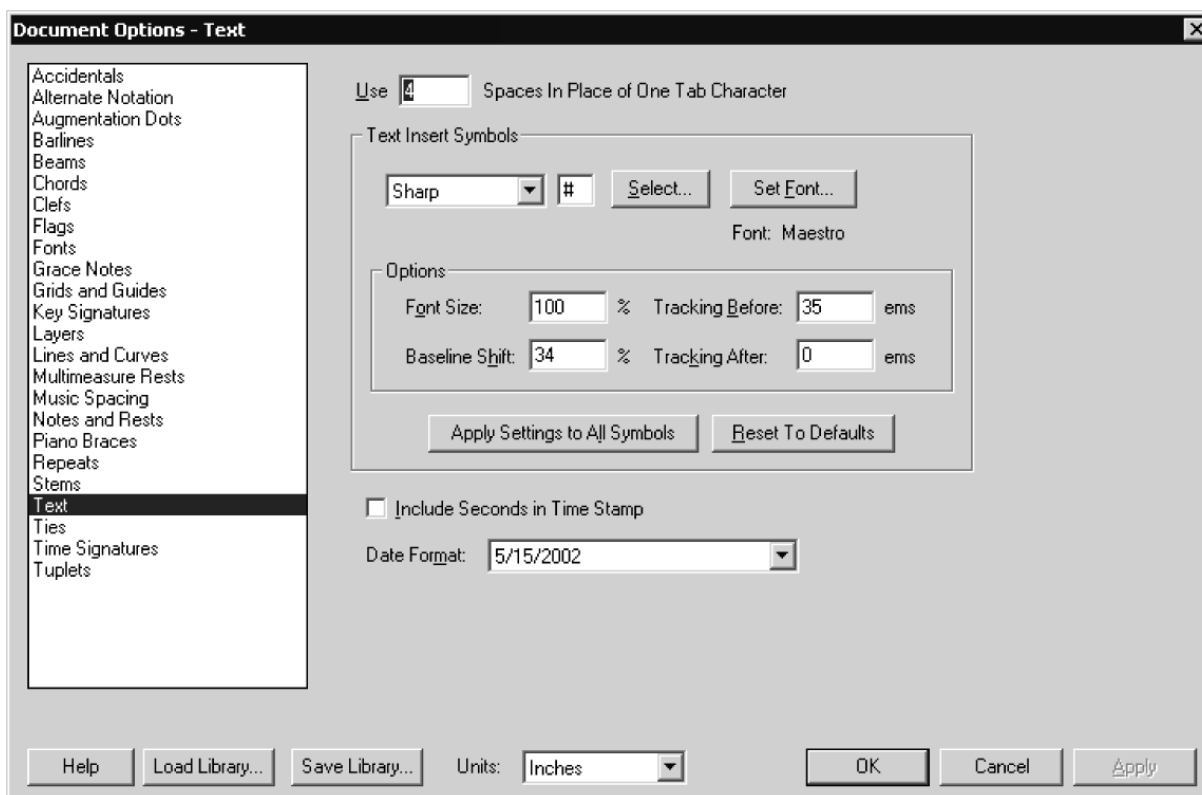 Document Options - Text
Accidentals
Alternate Notation
Augmentation Dots
Barlines
Beams
Chords
Clefs
Flags
Fonts
Grace Notes
Grids and Guides
Key Signatures
Layers
Lines and Curves
Multimeasure Rests
Music Spacing
Notes and Rests
Piano Braces
Repeats
Stems
Text
Ties
Time Signatures
Tuplets
Use 4 Spaces In Place of One Tab Character
Text Insert Symbols
Sharp # Select... Set Font...
Font: Maestro
Options
Font Size: 100 % Tracking Before: 35 ems
Baseline Shift: 34 % Tracking After: 0 ems
Apply Settings to All Symbols Reset To Defaults
Include Seconds in Time Stamp
Date Format: 5/15/2002
Help Load Library... Save Library... Units: Inches OK Cancel Apply